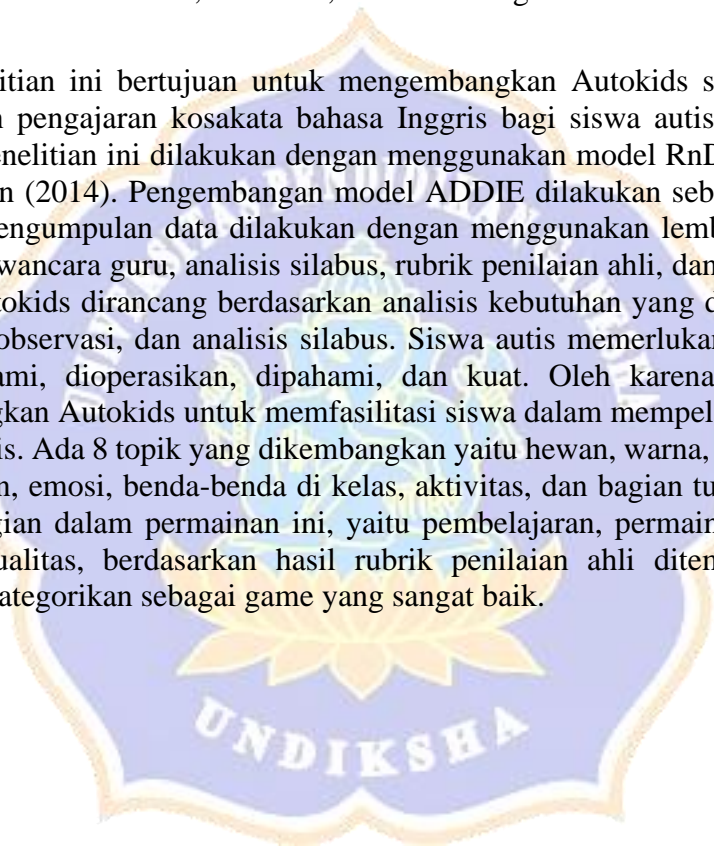 litian ini bertujuan untuk mengembangkan Autokids s
pengajaran kosakata bahasa Inggris bagi siswa autis
enelitian ini dilakukan dengan menggunakan model RnD
n (2014). Pengembangan model ADDIE dilakukan seb
engumpulan data dilakukan dengan menggunakan lemb
wancara guru, analisis silabus, rubrik penilaian ahli, dan
tokids dirancang berdasarkan analisis kebutuhan yang d
observasi, dan analisis silabus. Siswa autis memerlukan
ami, dioperasikan, dipahami, dan kuat. Oleh karena
gkan Autokids untuk memfasilitasi siswa dalam mempel
is. Ada 8 topik yang dikembangkan yaitu hewan, warna,
n, emosi, benda-benda di kelas, aktivitas, dan bagian tu
gian dalam permainan ini, yaitu pembelajaran, permain
ualitas, berdasarkan hasil rubrik penilaian ahli diten
kategorikan sebagai game yang sangat baik.
UNDIKSHA